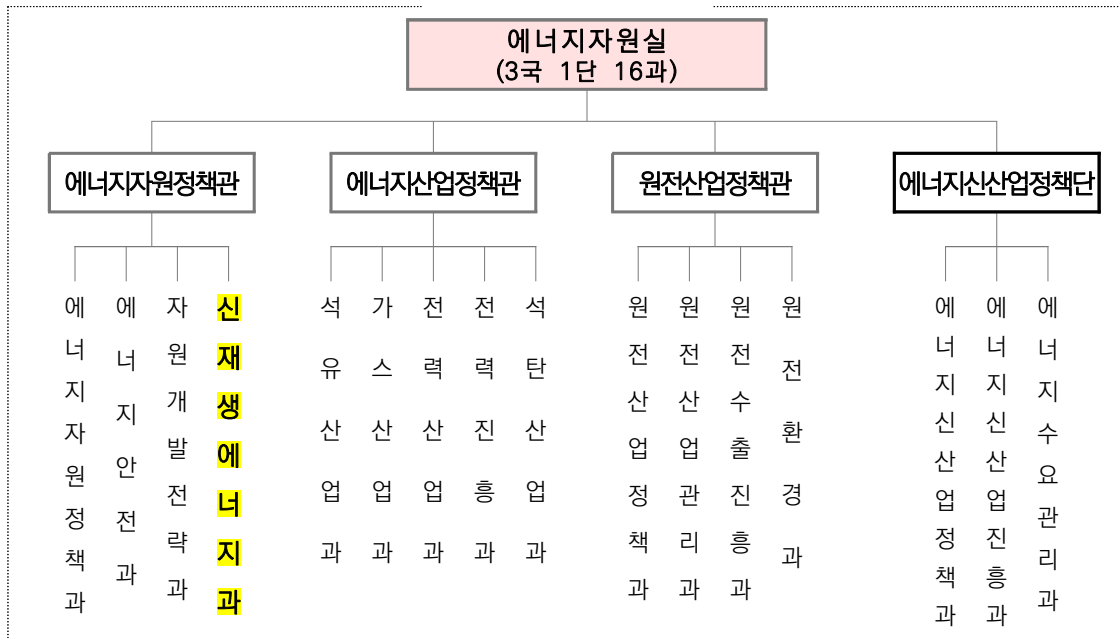 에너지자원실
(3국 1단 16과)
에너지자원정책관
에너지산업정책관
원전산업정책관
에너지신산업정책단
에너지자원정책과
에너지안전과
자원개발전략과
신재생에너지과
석유산업과
가스산업과
전력산업과
전력진흥과
석탄산업과
원전산업정책과
원전산업관리과
원전수출진흥과
원전환경과
에너지신산업정책과
에너지신산업진흥과
에너지수요관리과